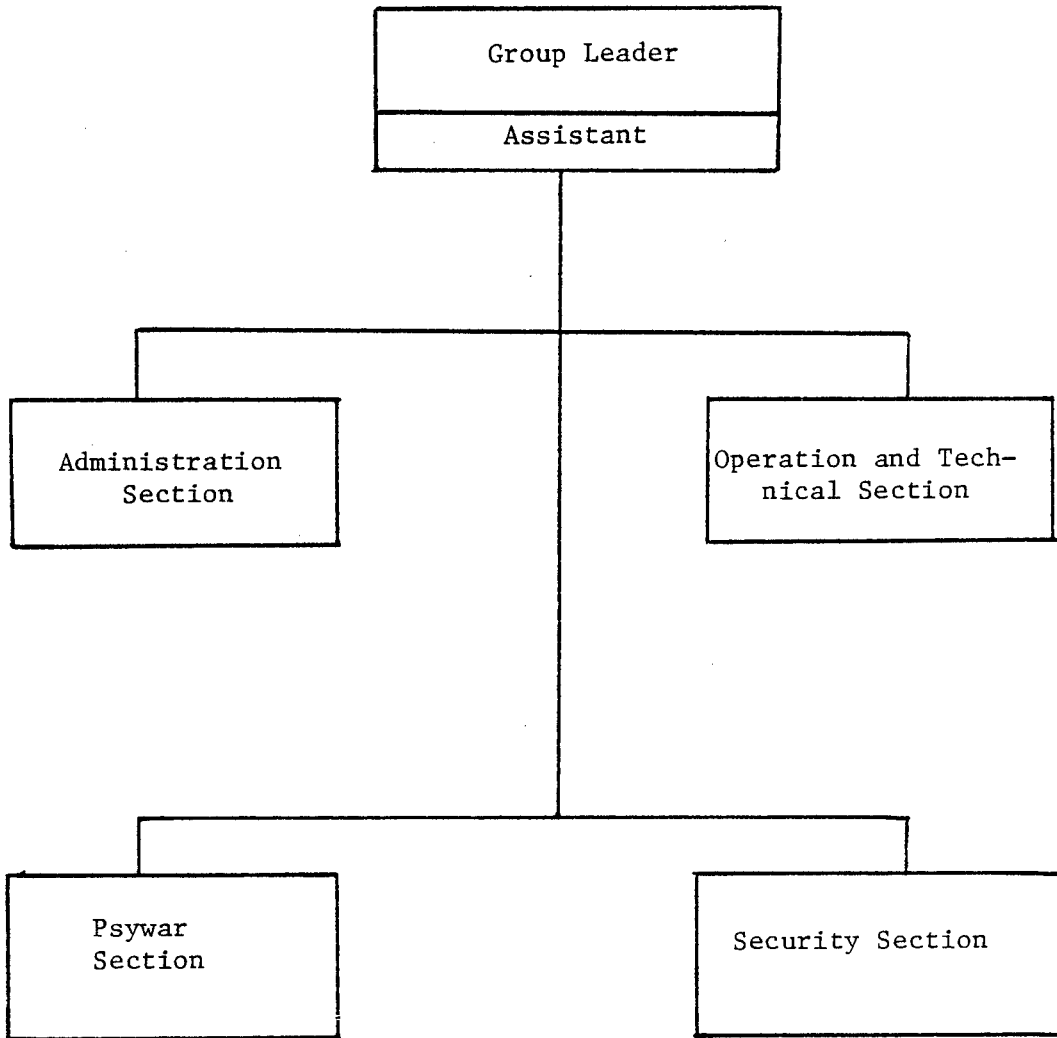 Group Leader
Assistant
Administration
Section
Operation and Tech-
nical Section
Psywar
Section
Security Section